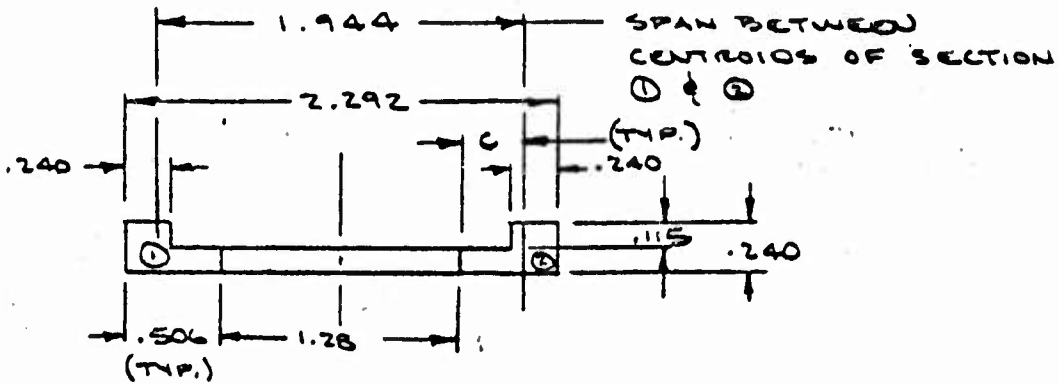 1.944
SPAN BETWEEN
CENTROIDS OF SECTION
① & ②
2.292
(TYP.)
C
.240
.240
.115
.240
①
②
.506
1.28
(TYP.)